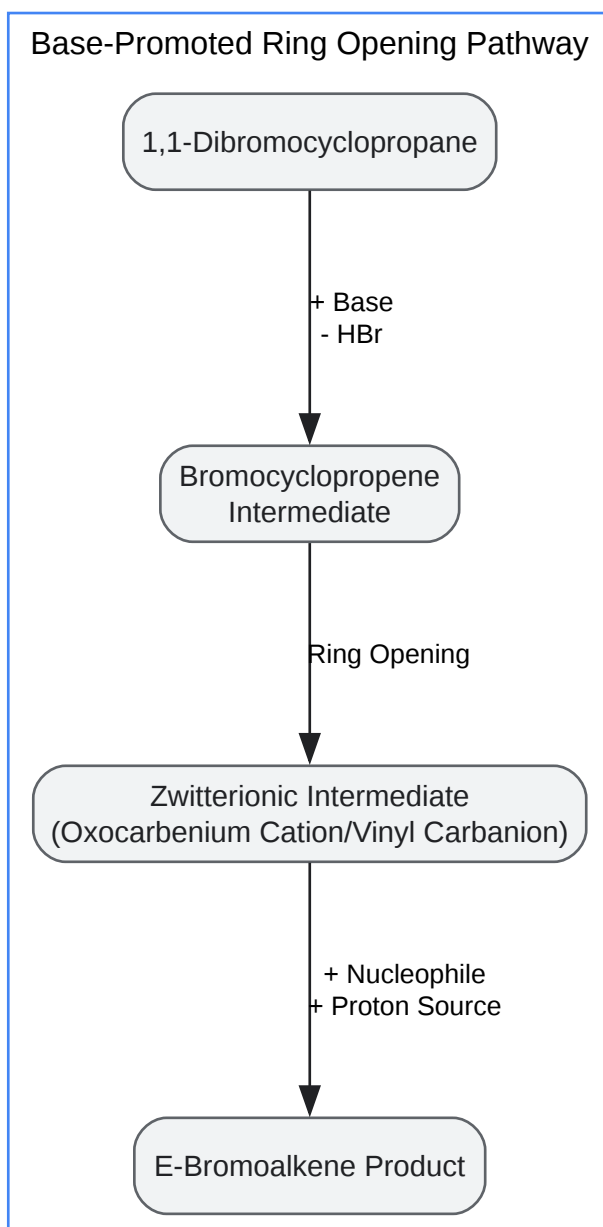 Base-Promoted Ring Opening Pathway
1,1-Dibromocyclopropane
+ Base
- HBr
Bromocyclopropene
Intermediate
Ring Opening
Zwitterionic Intermediate
(Oxocarbenium Cation/Vinyl Carbanion)
+ Nucleophile
+ Proton Source
E-Bromoalkene Product